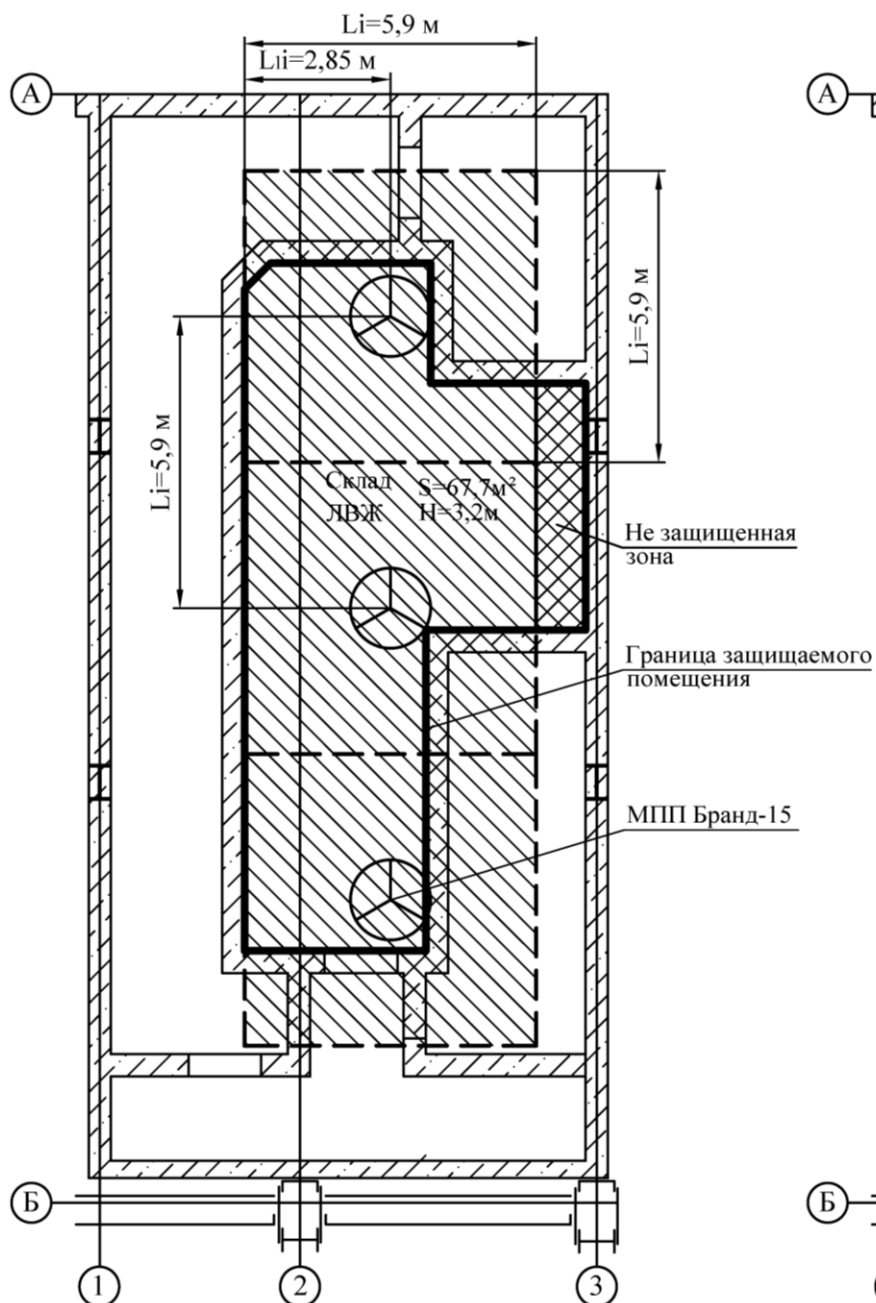 Li=5,9 м
Lii=2,85 м
А
А
Li=5,9 м
Li=5,9 м
Склад S=67,7м²
ЛВЖ H=3,2м
Не защищенная
зона
Граница защищаемого
помещения
МПП Бранд-15
Б
Б
1
2
3